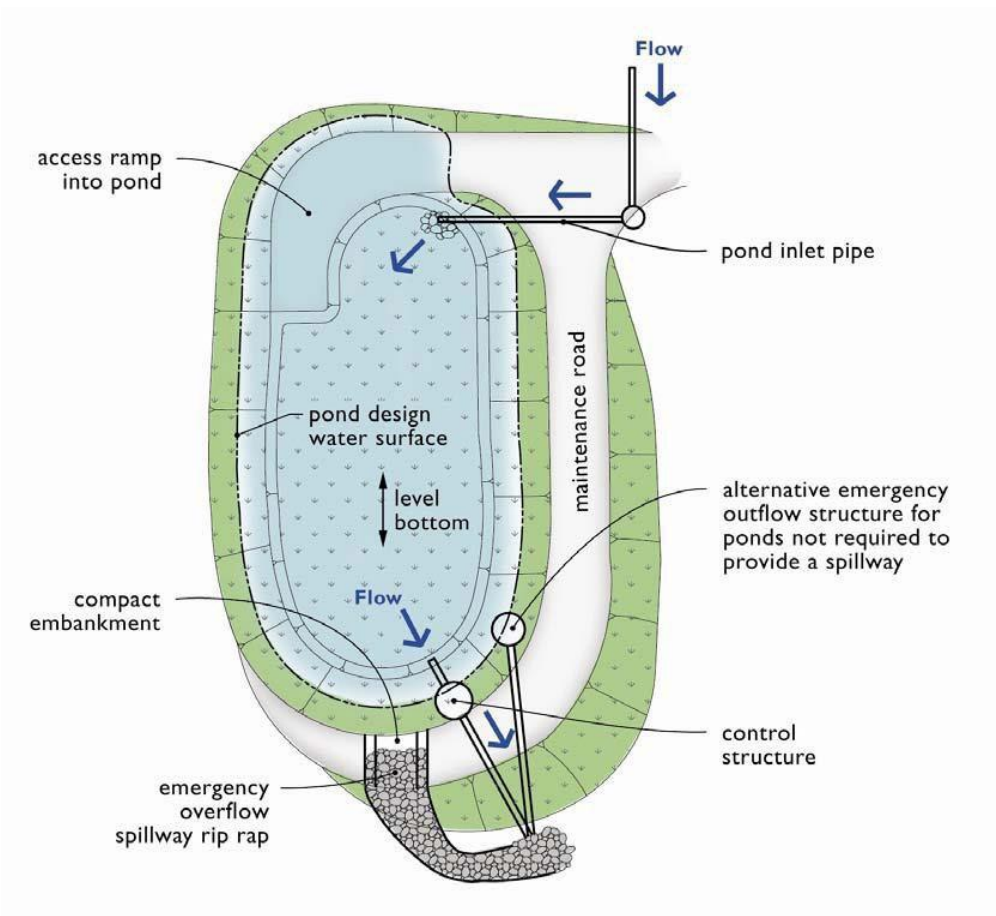 Flow
access ramp
into pond
pond inlet pipe
maintenance road
pond design
water surface
level
bottom
alternative emergency
outflow structure for
ponds not required to
provide a spillway
Flow
compact
embankment
control
structure
emergency
overflow
spillway rip rap